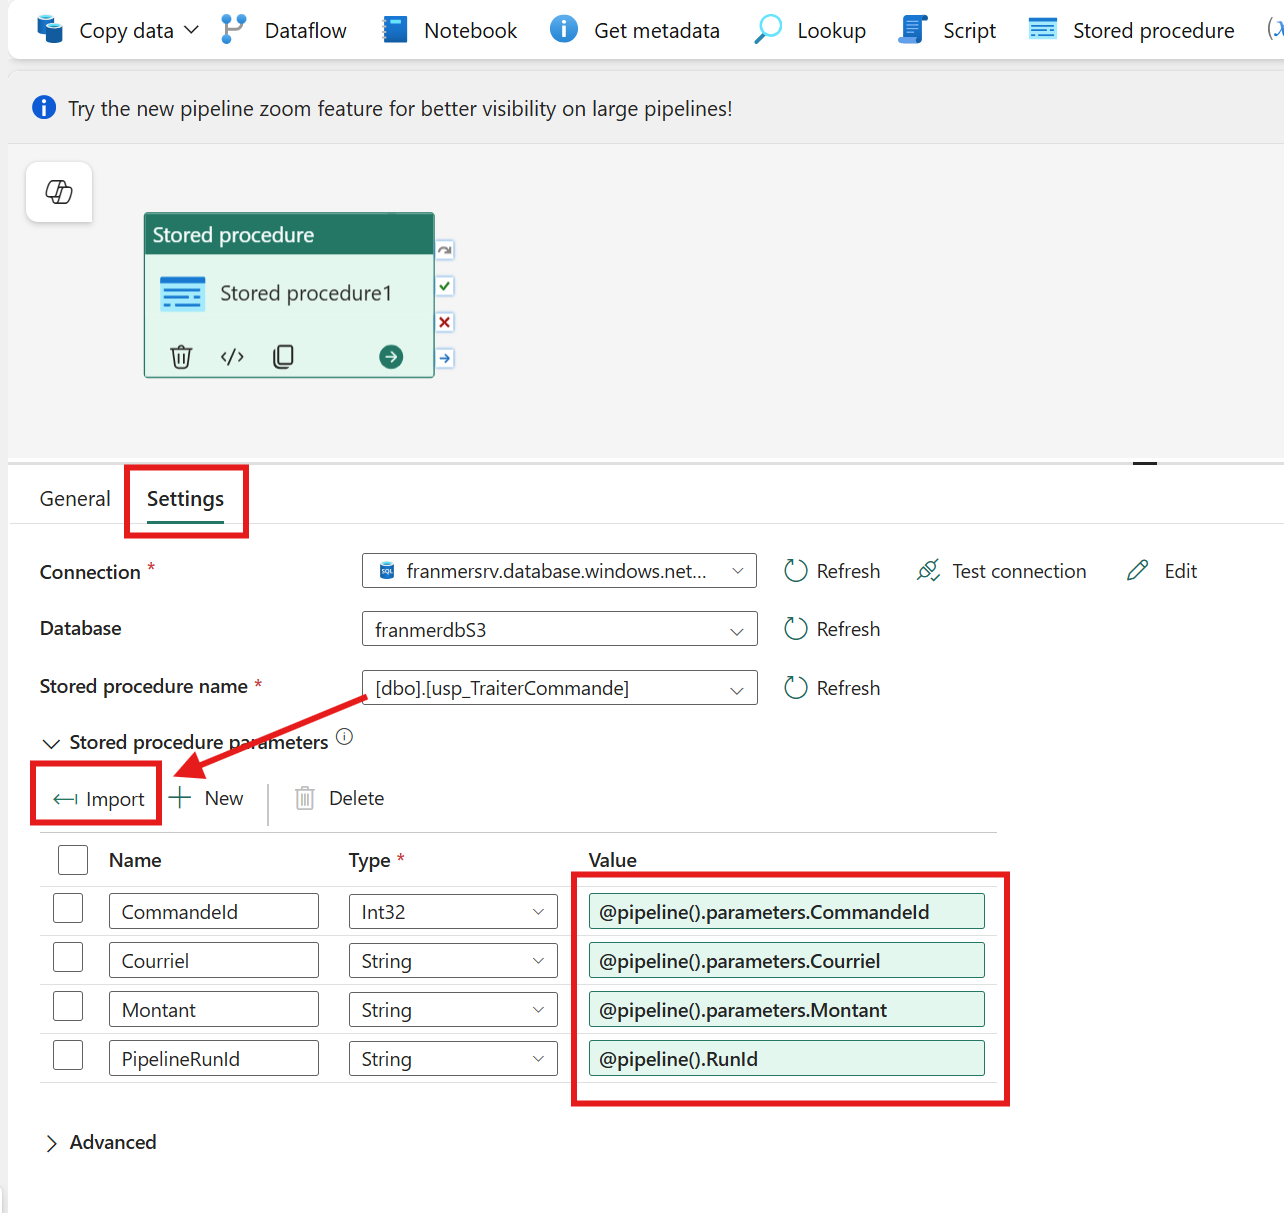 Copy data Dataflow Notebook Get metadata Lookup Script Stored procedure (x
Try the new pipeline zoom feature for better visibility on large pipelines!
Stored procedure
Stored procedure1
General Settings
Connection * franmersrv.database.windows.net... Refresh Test connection Edit
Database franmerdbS3 Refresh
Stored procedure name * [dbo].[usp_TraiterCommande] Refresh
Stored procedure parameters
Import New Delete
Name Type * Value
CommandeId Int32 @pipeline().parameters.CommandeId
Courriel String @pipeline().parameters.Courriel
Montant String @pipeline().parameters.Montant
PipelineRunId String @pipeline().RunId
Advanced